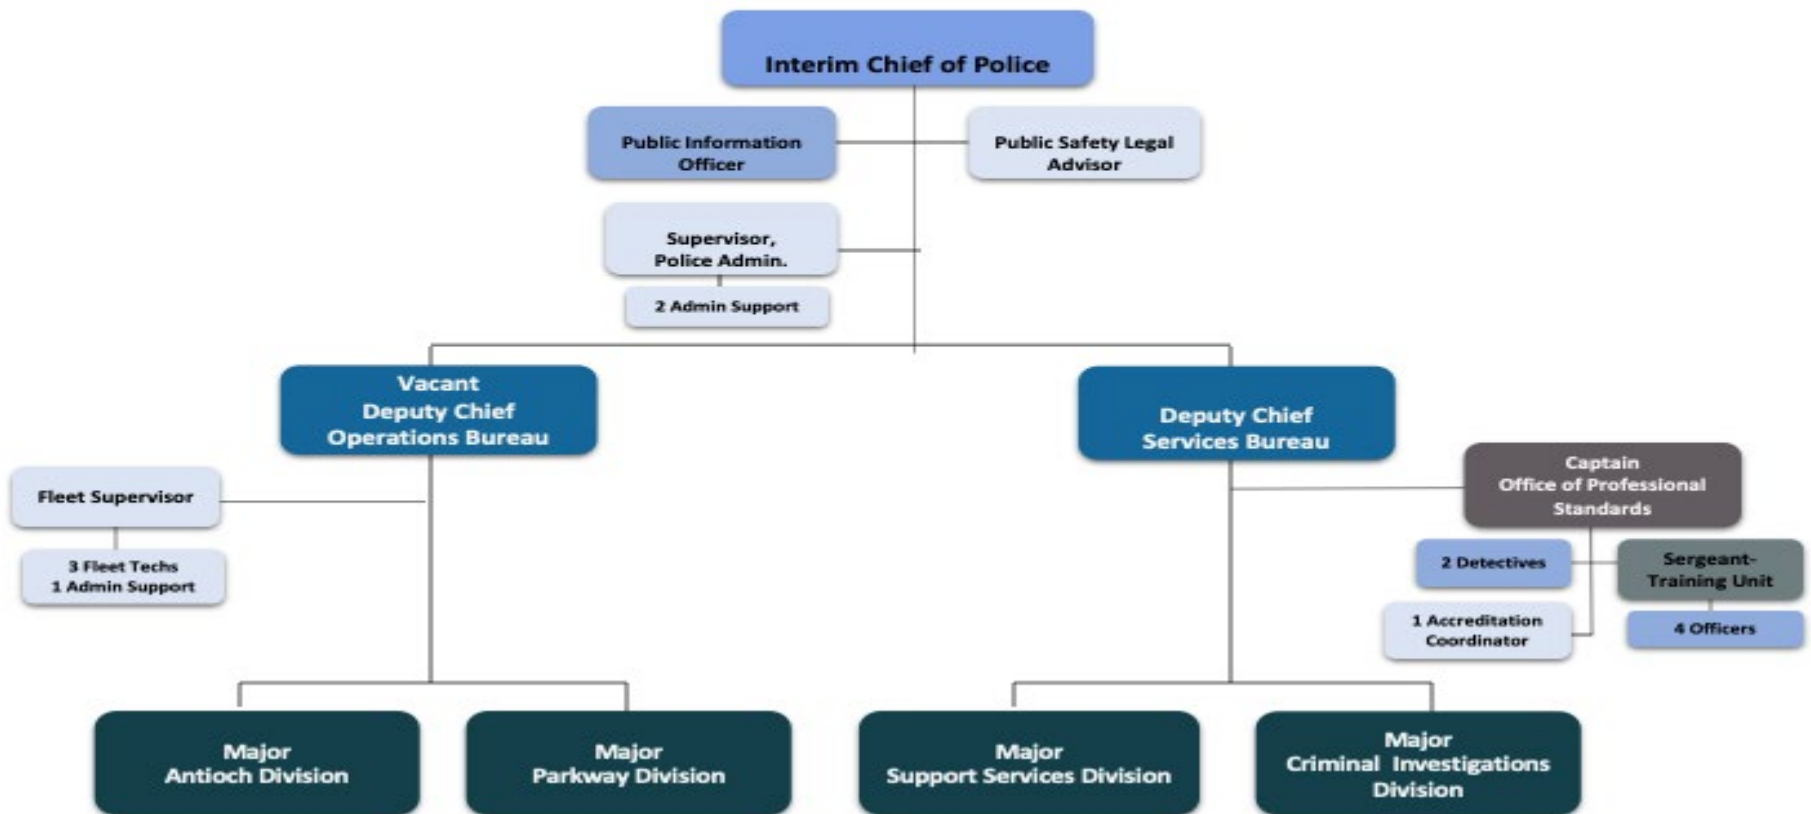 Interim Chief of Police
Public Information
Officer
Public Safety Legal
Advisor
Supervisor,
Police Admin.
2 Admin Support
Vacant
Deputy Chief
Operations Bureau
Deputy Chief
Services Bureau
Fleet Supervisor
3 Fleet Techs
1 Admin Support
Captain
Office of Professional
Standards
2 Detectives
Sergeant-
Training Unit
1 Accreditation
Coordinator
4 Officers
Major
Antioch Division
Major
Parkway Division
Major
Support Services Division
Major
Criminal Investigations
Division